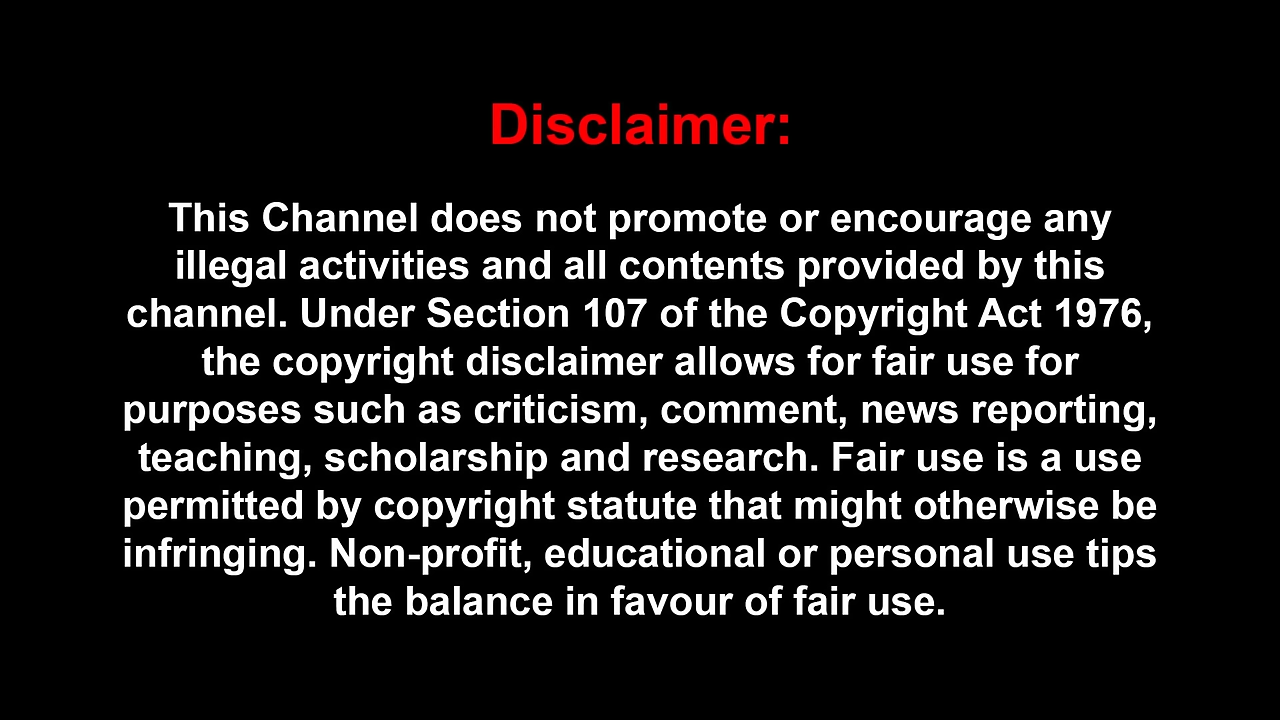 Disclaimer:
This Channel does not promote or encourage any
illegal activities and all contents provided by this
channel. Under Section 107 of the Copyright Act 1976,
the copyright disclaimer allows for fair use for
purposes such as criticism, comment, news reporting,
teaching, scholarship and research. Fair use is a use
permitted by copyright statute that might otherwise be
infringing. Non-profit, educational or personal use tips
the balance in favour of fair use.